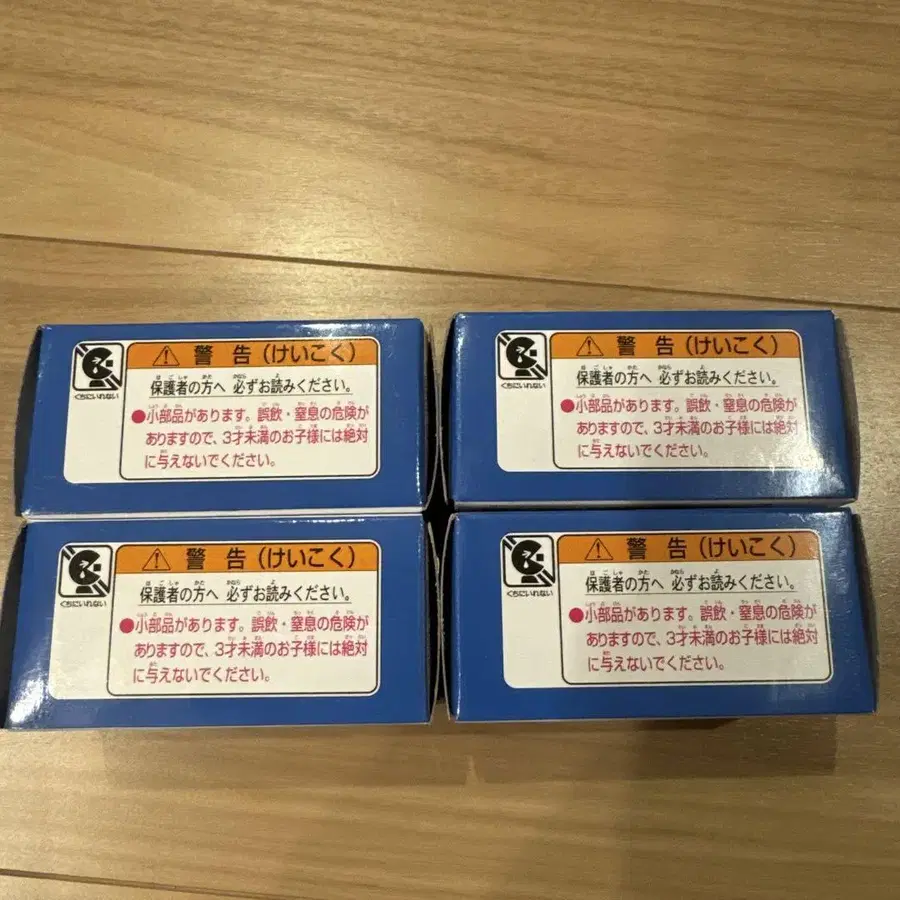 警告(けいこく)
保護者の方へ 必ずお読みください。
くちにいれない
●小部品があります。誤飲・窒息の危険が
ありますので、3才未満のお子様には絶対
に与えないでください。
警告(けいこく)
保護者の方へ 必ずお読みください。
くちにいれない
●小部品があります。誤飲・窒息の危険が
ありますので、3才未満のお子様には絶対
に与えないでください。
警告(けいこく)
保護者の方へ 必ずお読みください。
くちにいれない
●小部品があります。誤飲・窒息の危険が
ありますので、3才未満のお子様には絶対
に与えないでください。
警告(けいこく)
保護者の方へ 必ずお読みください。
くちにいれない
●小部品があります。誤飲・窒息の危険が
ありますので、3才未満のお子様には絶対
に与えないでください。